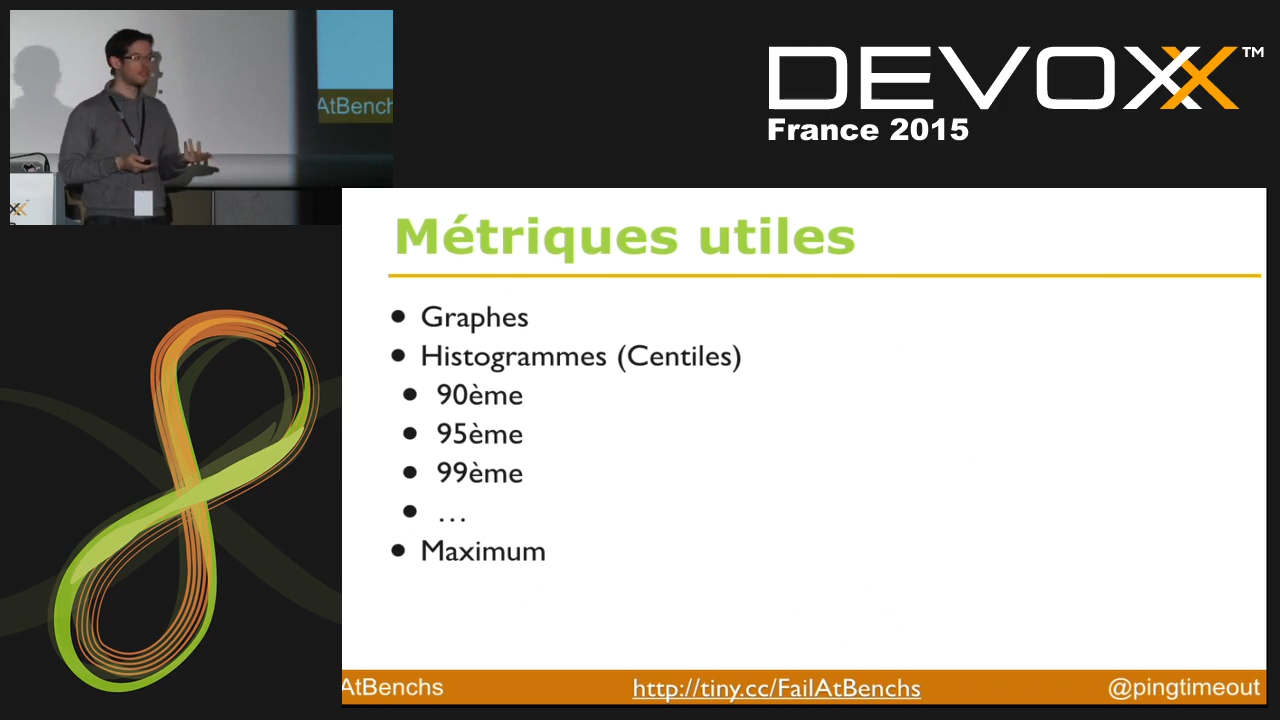 AtBench
DEVOXX™
France 2015
Métriques utiles
• Graphes
• Histogrammes (Centiles)
• 90ème
• 95ème
• 99ème
• …
• Maximum
AtBenchs
http://tiny.cc/FailAtBenchs
@pingtimeout